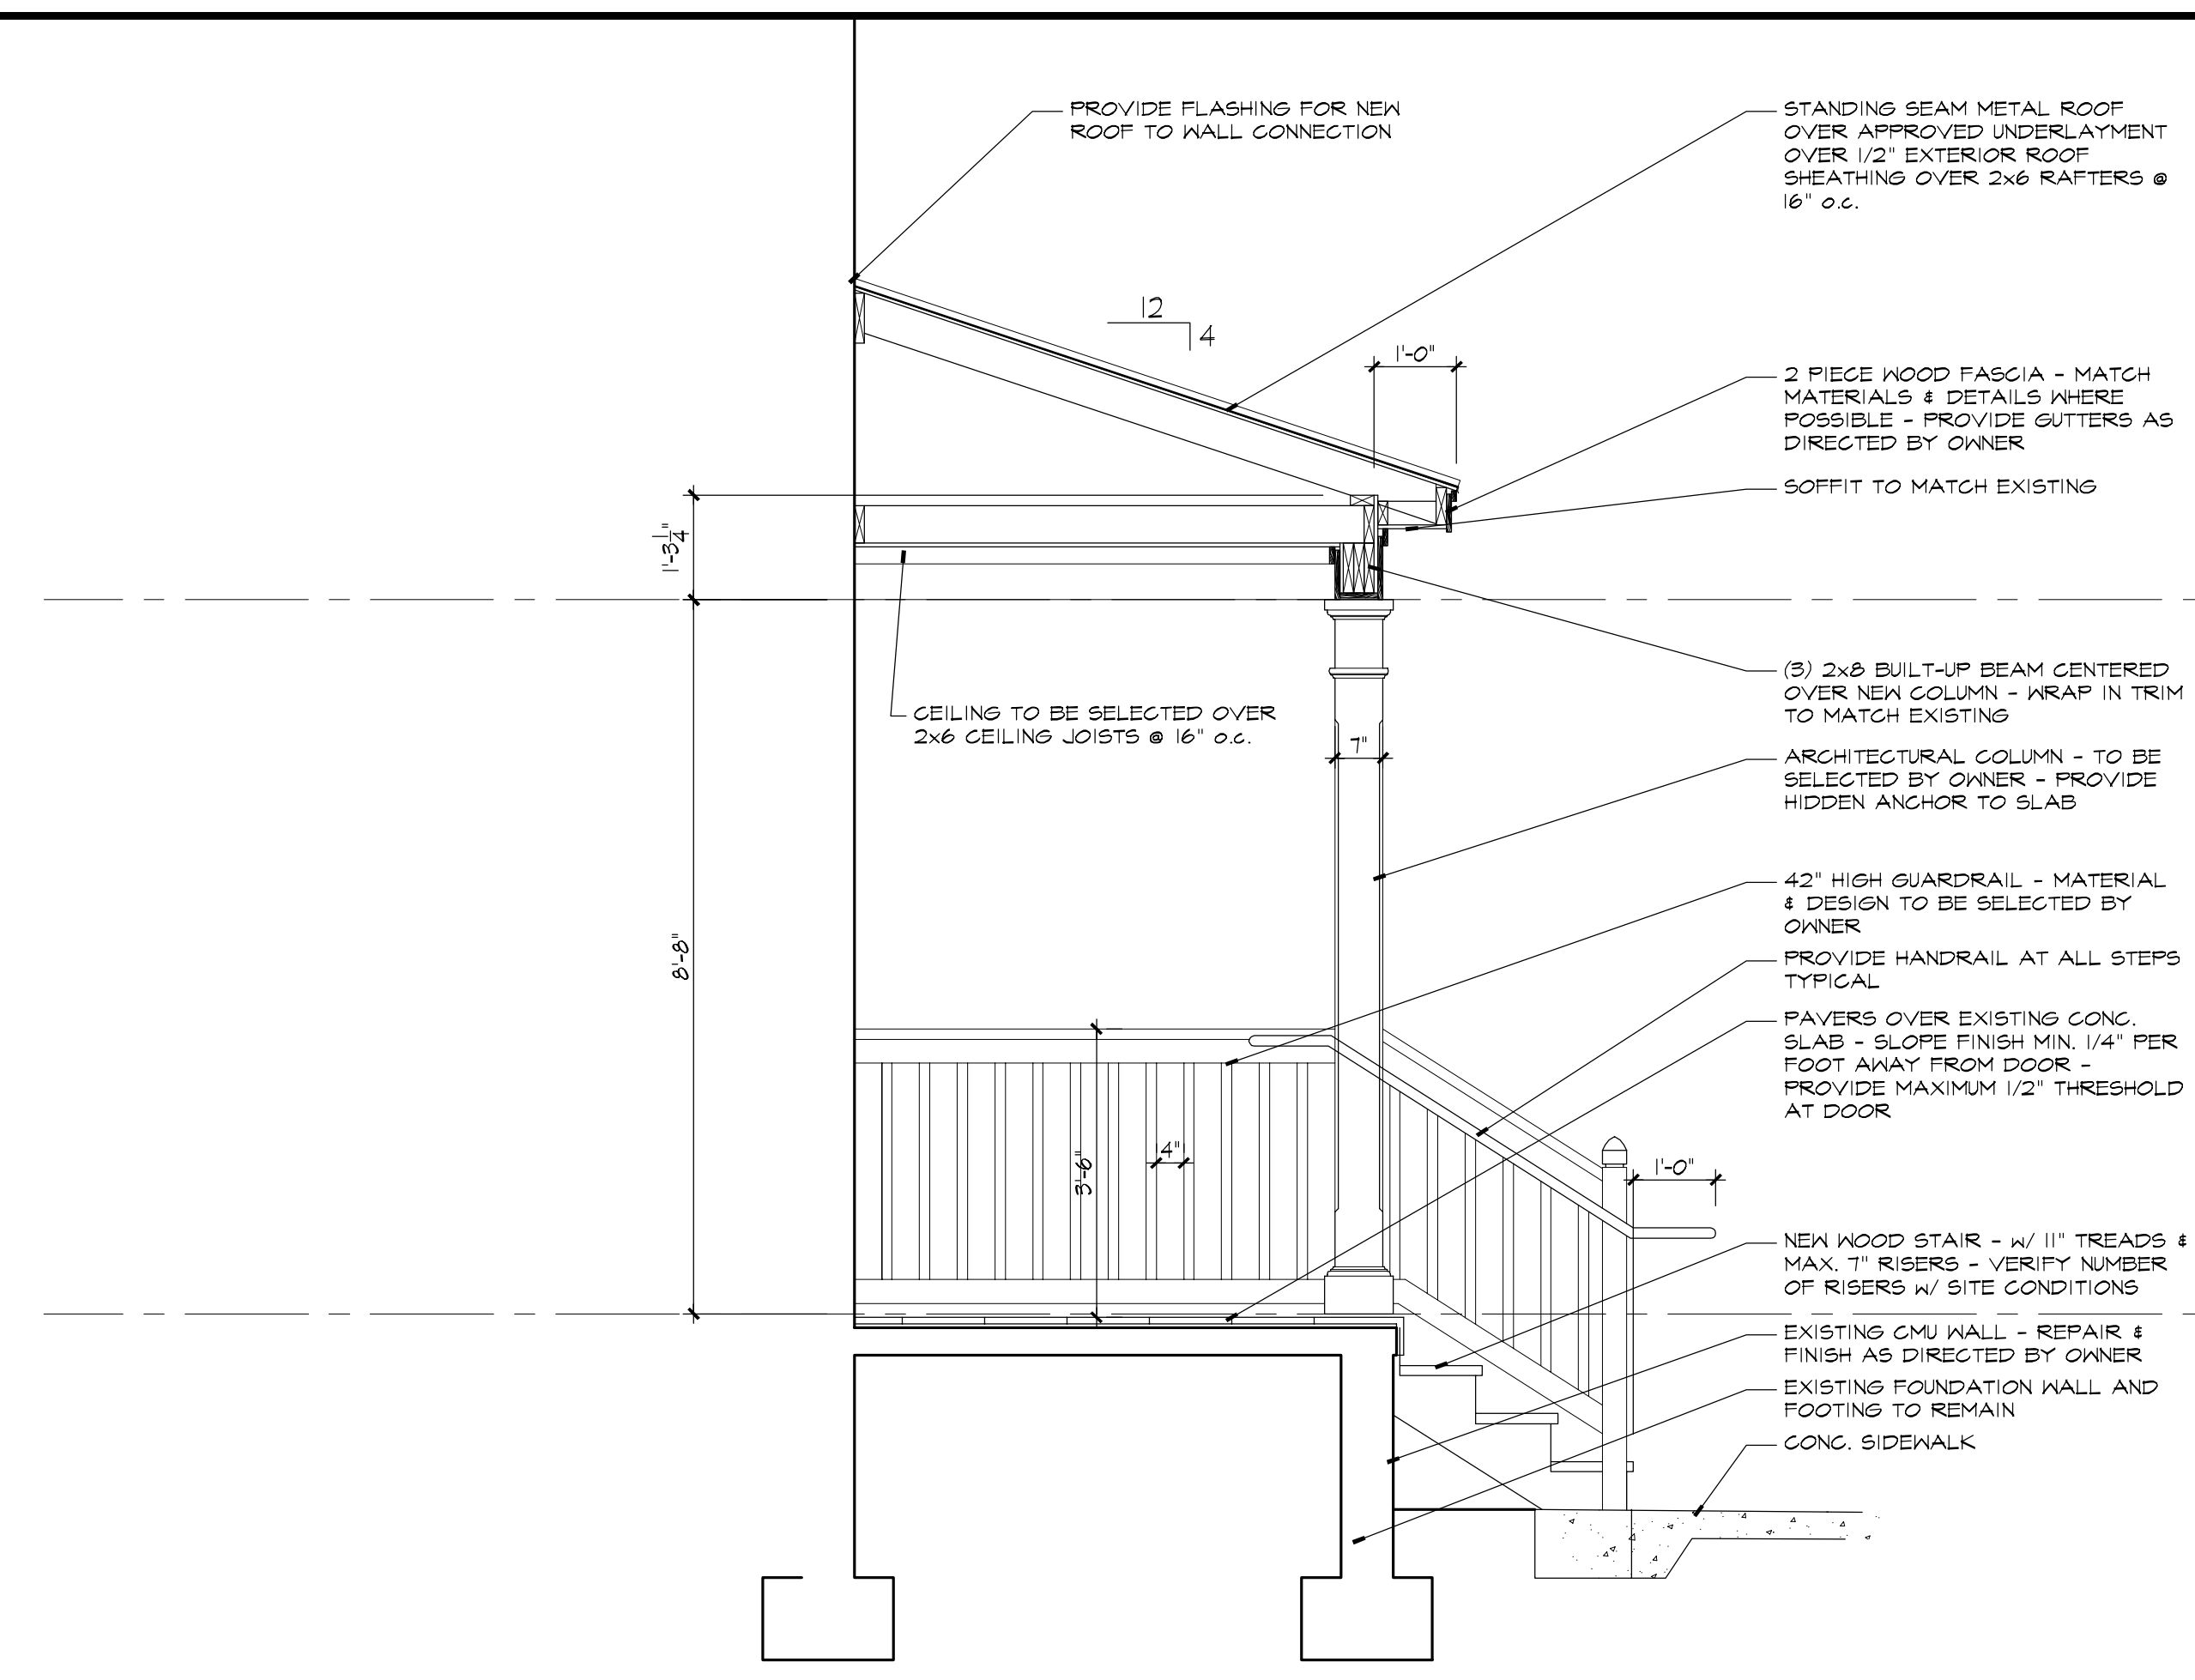 PROVIDE FLASHING FOR NEW
ROOF TO WALL CONNECTION
STANDING SEAM METAL ROOF
OVER APPROVED UNDERLAYMENT
OVER 1/2" EXTERIOR ROOF
SHEATHING OVER 2x6 RAFTERS @
16" o.c.
12
4
1'-0"
2 PIECE WOOD FASCIA - MATCH
MATERIALS & DETAILS WHERE
POSSIBLE - PROVIDE GUTTERS AS
DIRECTED BY OWNER
SOFFIT TO MATCH EXISTING
1'-3 1/4"
(3) 2x8 BUILT-UP BEAM CENTERED
OVER NEW COLUMN - WRAP IN TRIM
TO MATCH EXISTING
CEILING TO BE SELECTED OVER
2x6 CEILING JOISTS @ 16" o.c.
7"
ARCHITECTURAL COLUMN - TO BE
SELECTED BY OWNER - PROVIDE
HIDDEN ANCHOR TO SLAB
8'-8"
42" HIGH GUARDRAIL - MATERIAL
& DESIGN TO BE SELECTED BY
OWNER
PROVIDE HANDRAIL AT ALL STEPS
TYPICAL
PAVERS OVER EXISTING CONC.
SLAB - SLOPE FINISH MIN. 1/4" PER
FOOT AWAY FROM DOOR -
PROVIDE MAXIMUM 1/2" THRESHOLD
AT DOOR
3'-6"
4"
1'-0"
NEW WOOD STAIR - w/ 11" TREADS &
MAX. 7" RISERS - VERIFY NUMBER
OF RISERS w/ SITE CONDITIONS
EXISTING CMU WALL - REPAIR &
FINISH AS DIRECTED BY OWNER
EXISTING FOUNDATION WALL AND
FOOTING TO REMAIN
CONC. SIDEWALK